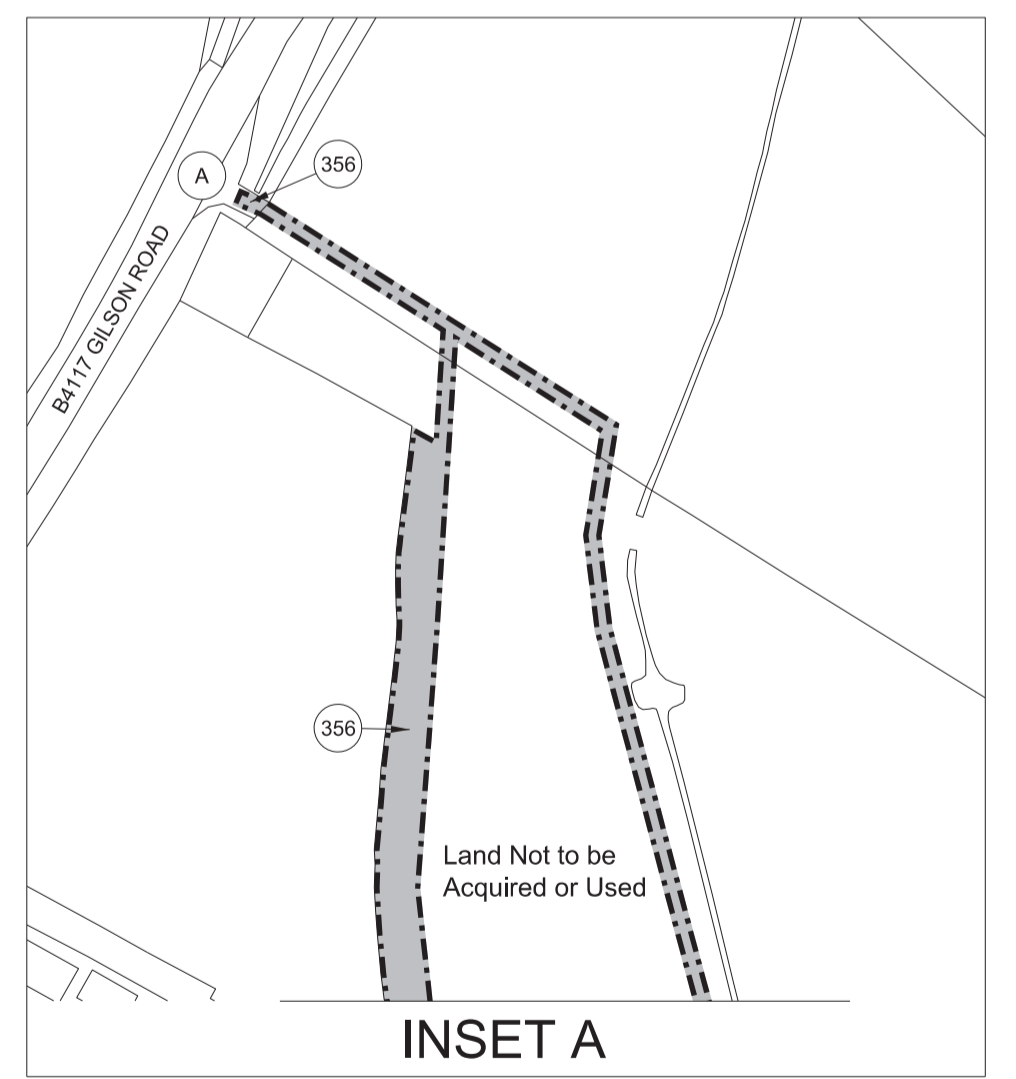 356
A
B4117 GILSON ROAD
356
Land Not to be
Acquired or Used
INSET A